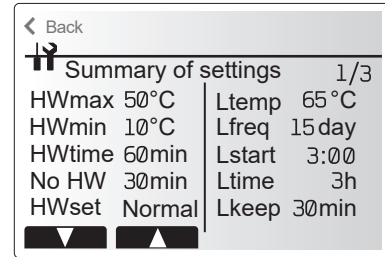 Back
Summary of settings 1/3
HWmax 50°C Ltemp 65°C
HWmin 10°C Lfreq 15day
HWtime 60min Lstart 3:00
No HW 30min Ltime 3h
HWset Normal Lkeep 30min